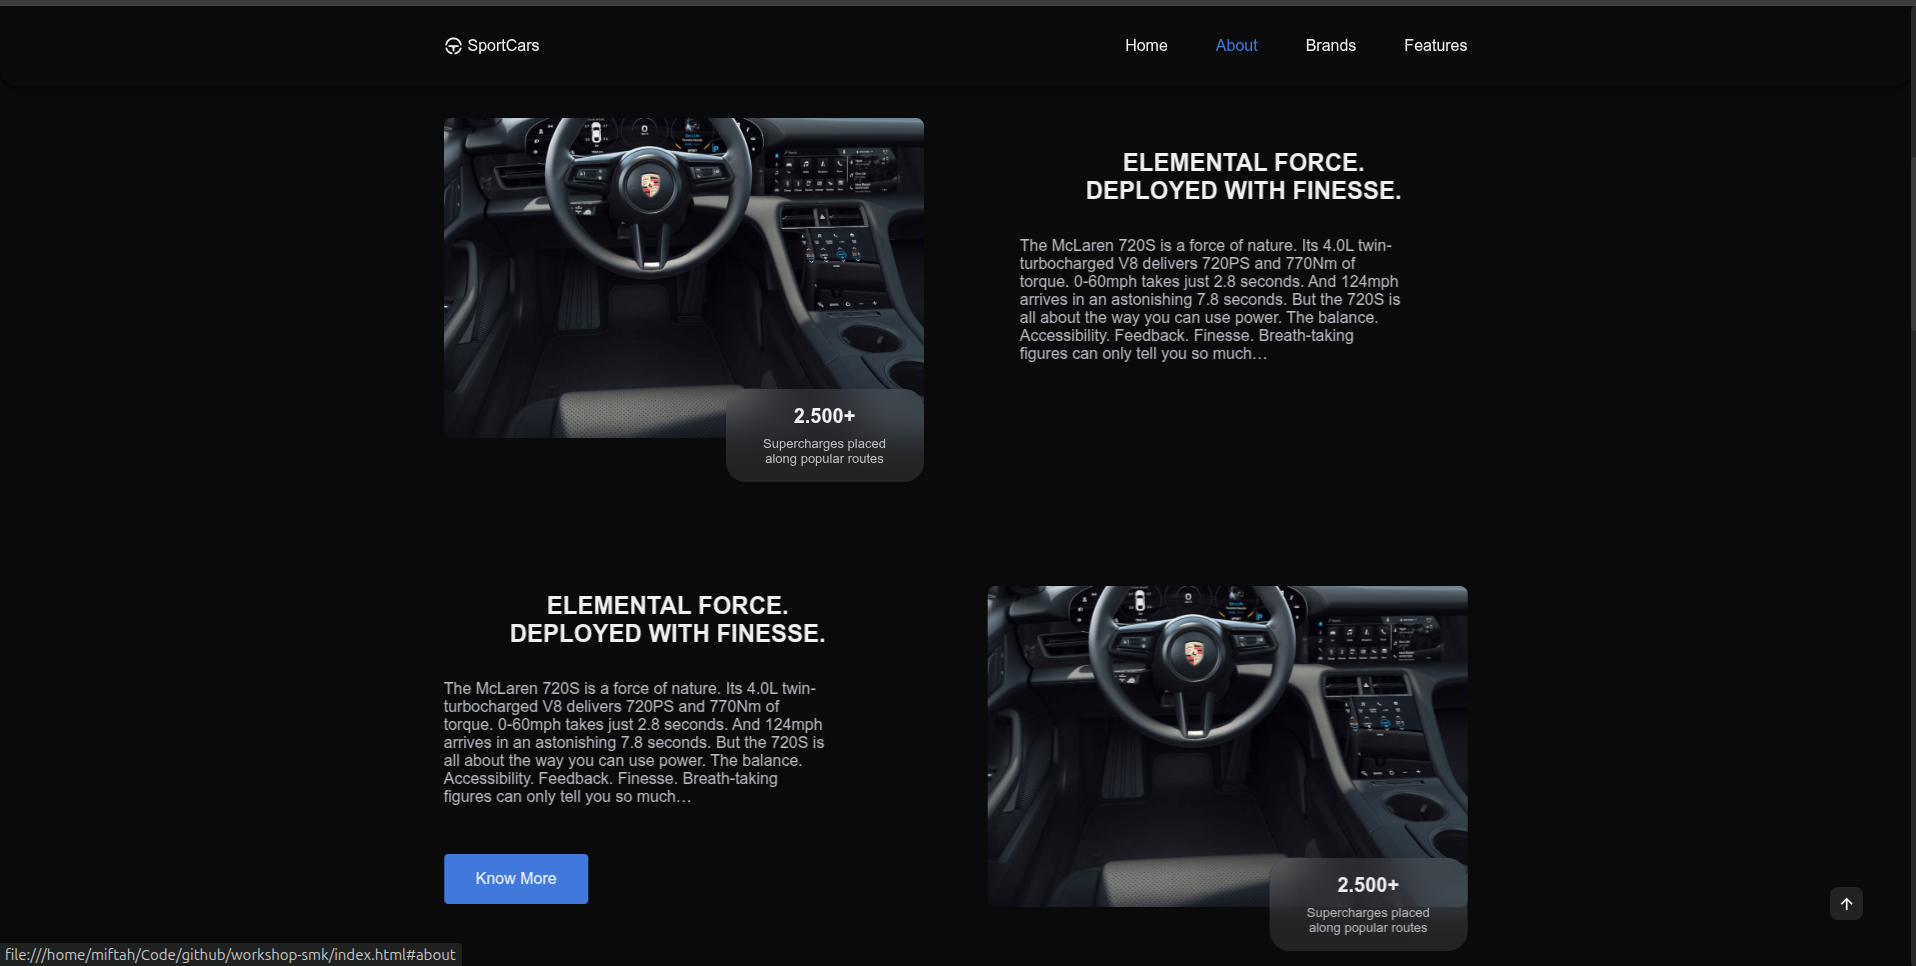 SportCars
Home About Brands Features
ELEMENTAL FORCE.
DEPLOYED WITH FINESSE.
The McLaren 720S is a force of nature. Its 4.0L twin-
turbocharged V8 delivers 720PS and 770Nm of
torque. 0-60mph takes just 2.8 seconds. And 124mph
arrives in an astonishing 7.8 seconds. But the 720S is
all about the way you can use power. The balance.
Accessibility. Feedback. Finesse. Breath-taking
figures can only tell you so much…
2.500+
Supercharges placed
along popular routes
ELEMENTAL FORCE.
DEPLOYED WITH FINESSE.
The McLaren 720S is a force of nature. Its 4.0L twin-
turbocharged V8 delivers 720PS and 770Nm of
torque. 0-60mph takes just 2.8 seconds. And 124mph
arrives in an astonishing 7.8 seconds. But the 720S is
all about the way you can use power. The balance.
Accessibility. Feedback. Finesse. Breath-taking
figures can only tell you so much…
Know More
2.500+
Supercharges placed
along popular routes
file:///home/miftah/Code/github/workshop-smk/index.html#about